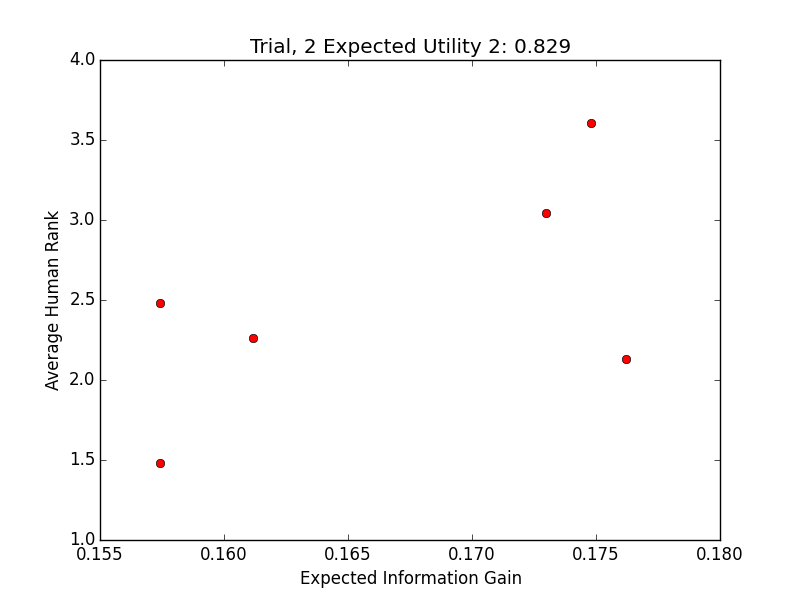 Trial, 2 Expected Utility 2: 0.829
4.0
3.5
3.0
2.5
2.0
1.5
1.0
Average Human Rank
0.155 0.160 0.165 0.170 0.175 0.180
Expected Information Gain